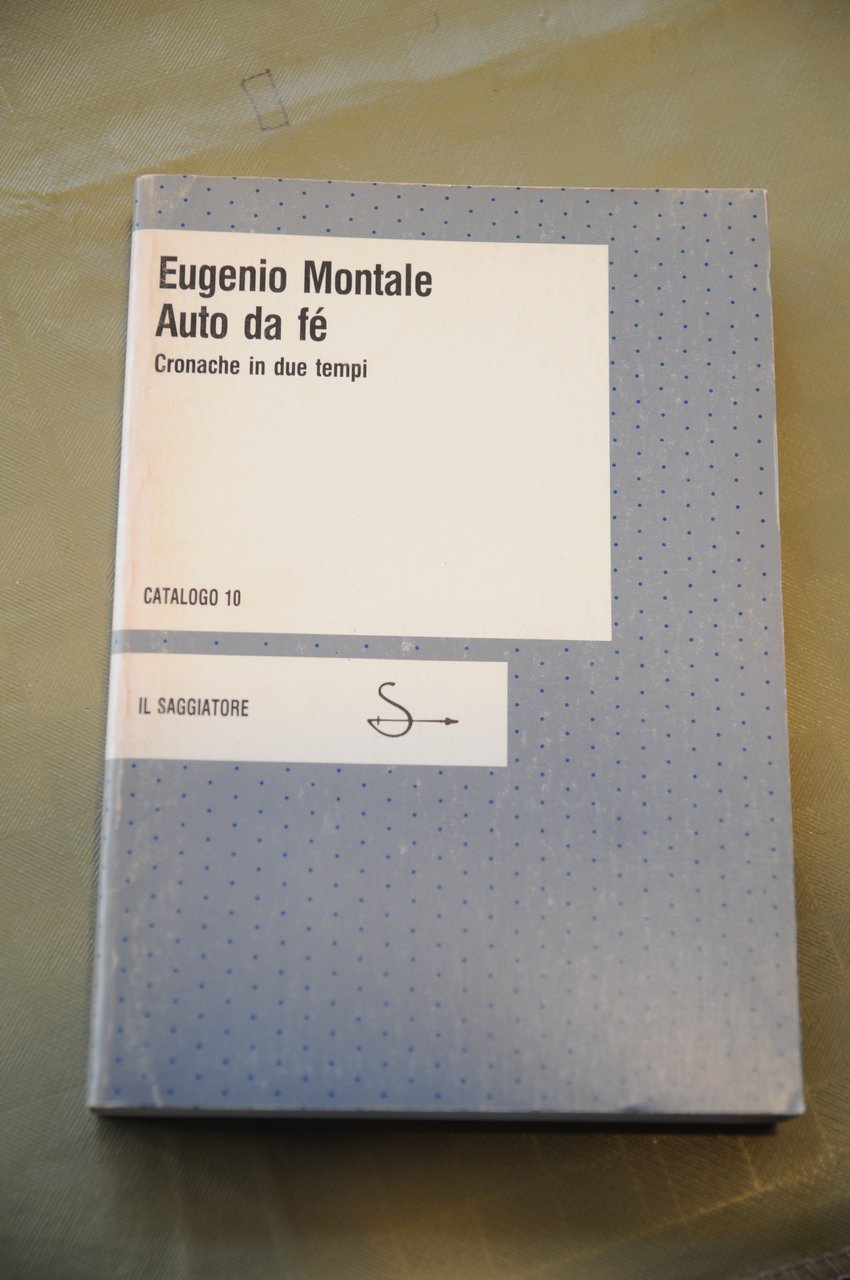 Eugenio Montale
Auto da fé
Cronache in due tempi
CATALOGO 10
IL SAGGIATORE